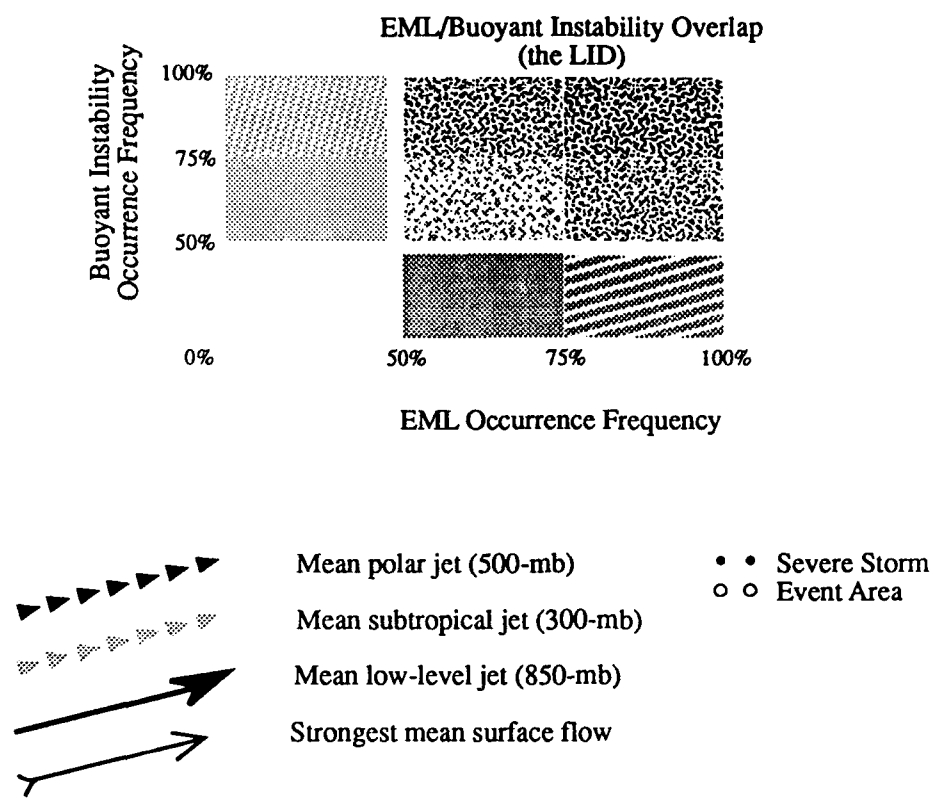 EML/Buoyant Instability Overlap
(the LID)
Buoyant Instability
Occurrence Frequency
100%
75%
50%
0%
50%
75%
100%
EML Occurrence Frequency
Mean polar jet (500-mb)
Mean subtropical jet (300-mb)
Mean low-level jet (850-mb)
Strongest mean surface flow
Severe Storm
Event Area